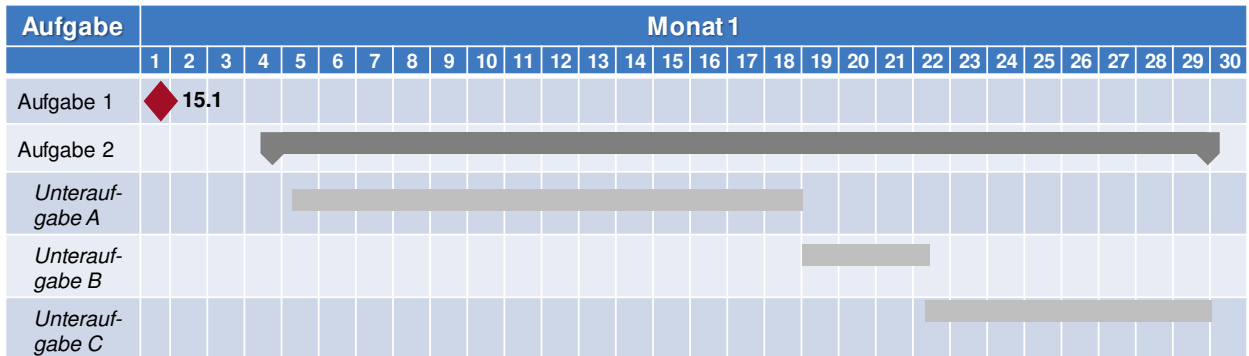 Aufgabe Monat 1
1 2 3 4 5 6 7 8 9 10 11 12 13 14 15 16 17 18 19 20 21 22 23 24 25 26 27 28 29 30
Aufgabe 1 15.1
Aufgabe 2
Unterauf-
gabe A
Unterauf-
gabe B
Unterauf-
gabe C